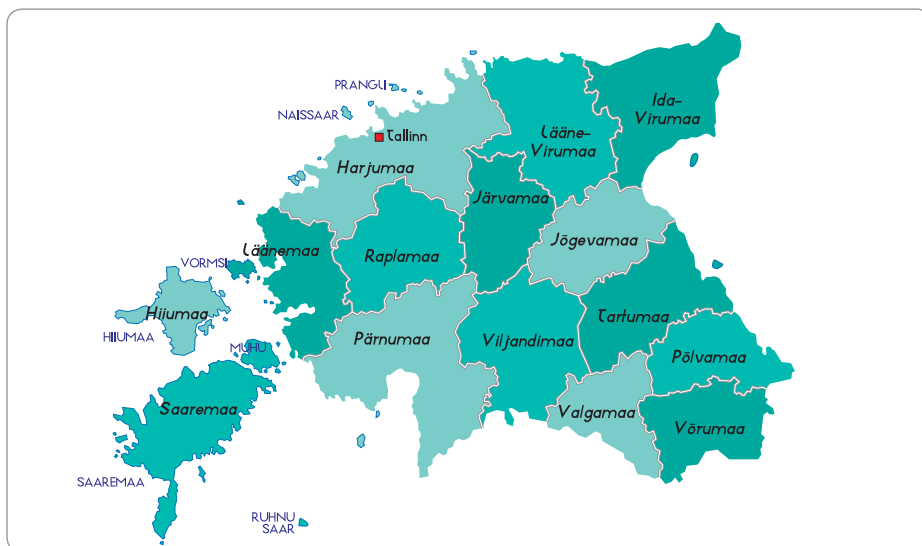 PRANGU
NAISSAAR
Tallinn
Ida-
Virumaa
Lääne-
Virumaa
Harjumaa
Järvamaa
Jõgevamaa
Läänemaa
Raplamaa
VORMSI
Hiiumaa
HIIUMAA
Pärnumaa
Viljandimaa
Tartumaa
MUHU
Põlvamaa
Saaremaa
Valgamaa
Võrumaa
SAAREMAA
RUHNU
SAAR